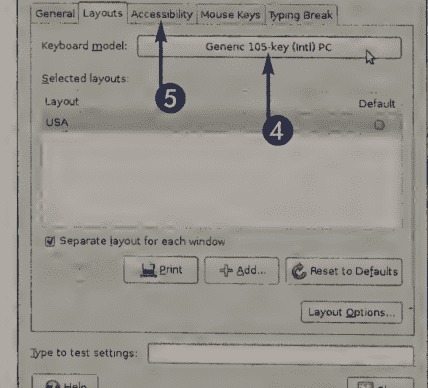 General Layouts Accessibility Mouse Keys Typing Break
Keyboard model: Generic 105-key (Intl) PC
5
Selected layouts:
4
Layout Default
USA
Separate layout for each window
Print Add... Reset to Defaults
Layout Options...
Type to test settings:
Help